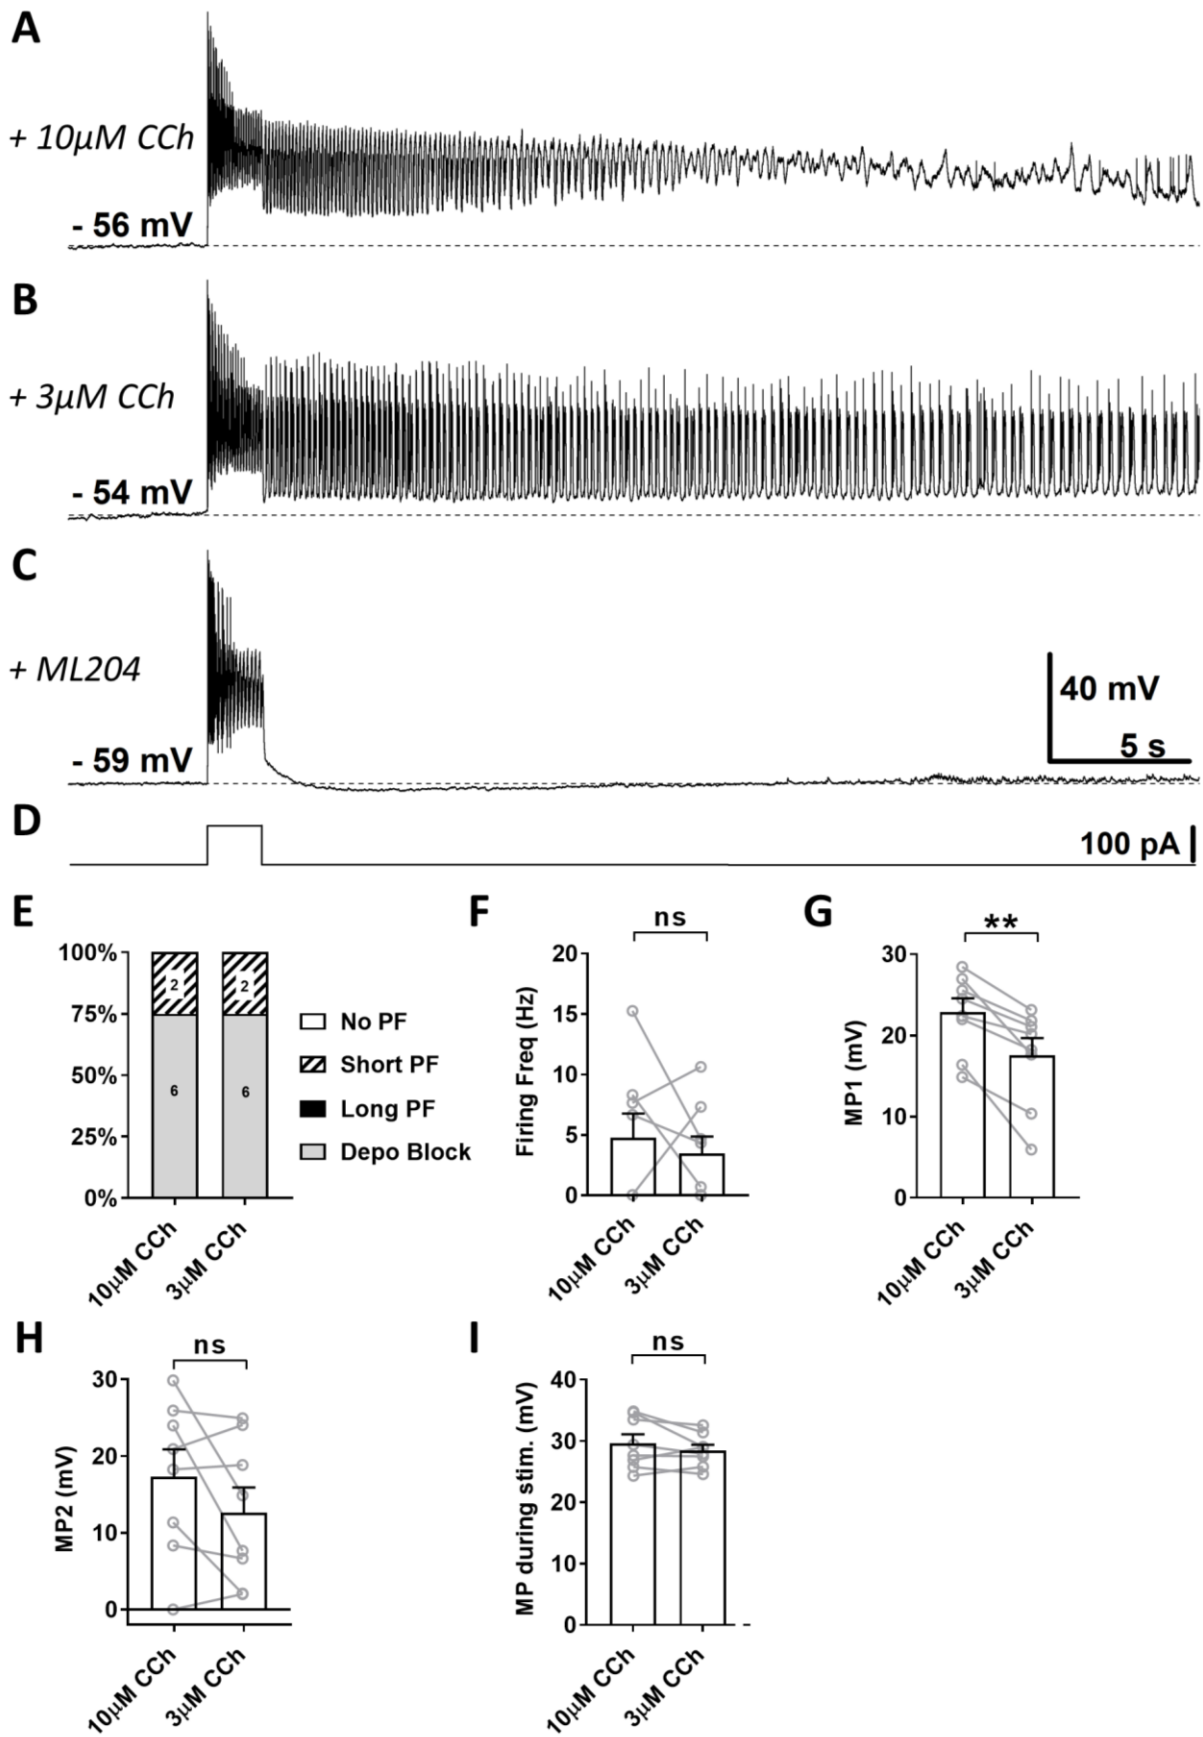 A
+ 10µM CCh
- 56 mV
B
+ 3µM CCh
- 54 mV
C
+ ML204
40 mV
5 s
- 59 mV
D
100 pA
E
100%
75%
50%
25%
0%
2
2
6
6
10µM CCh
3µM CCh
No PF
Short PF
Long PF
Depo Block
F
ns
Firing Freq (Hz)
20
15
10
5
0
10µM CCh
3µM CCh
G
**
MP1 (mV)
30
20
10
0
10µM CCh
3µM CCh
H
ns
MP2 (mV)
30
20
10
0
10µM CCh
3µM CCh
I
ns
MP during stim. (mV)
40
30
20
10
0
10µM CCh
3µM CCh